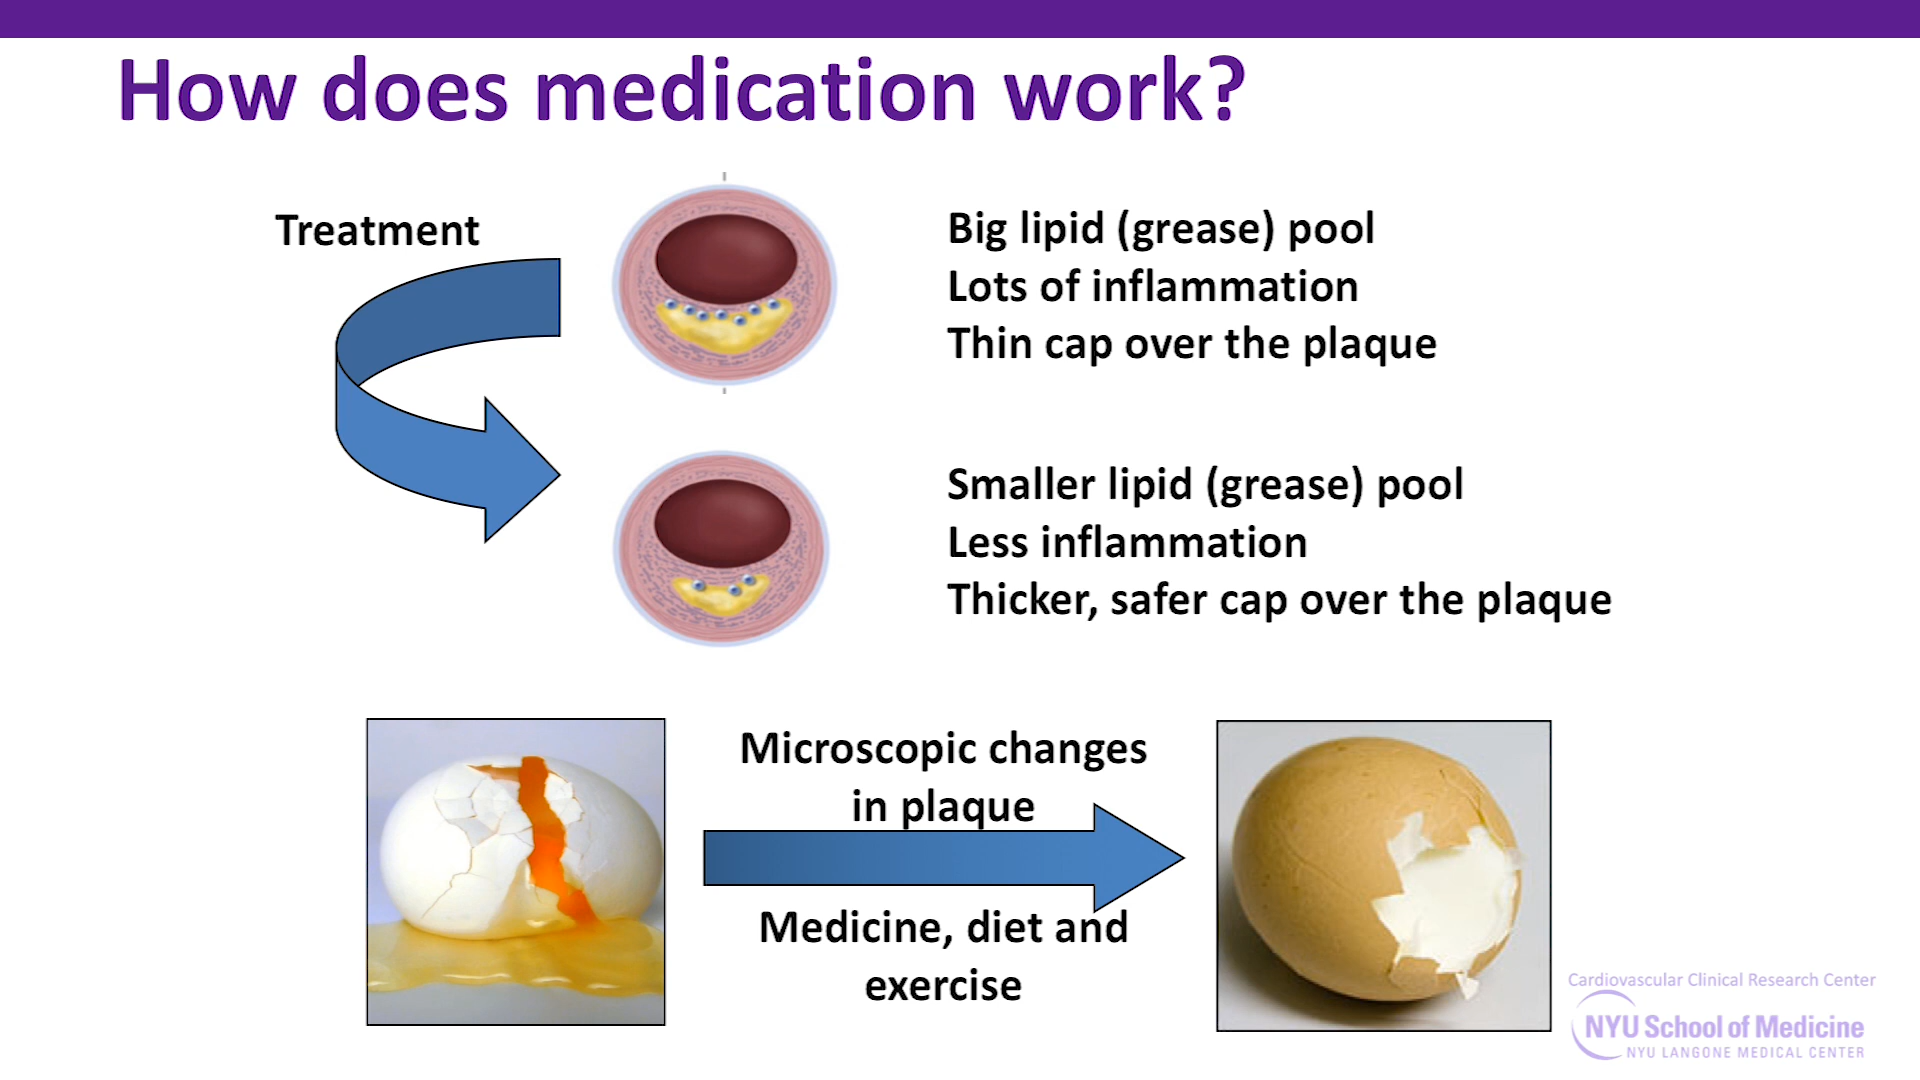 How does medication work?
Treatment
Big lipid (grease) pool
Lots of inflammation
Thin cap over the plaque
Smaller lipid (grease) pool
Less inflammation
Thicker, safer cap over the plaque
Microscopic changes
in plaque
Medicine, diet and
exercise
Cardiovascular Clinical Research Center
NYU School of Medicine
NYU LANGONE MEDICAL CENTER